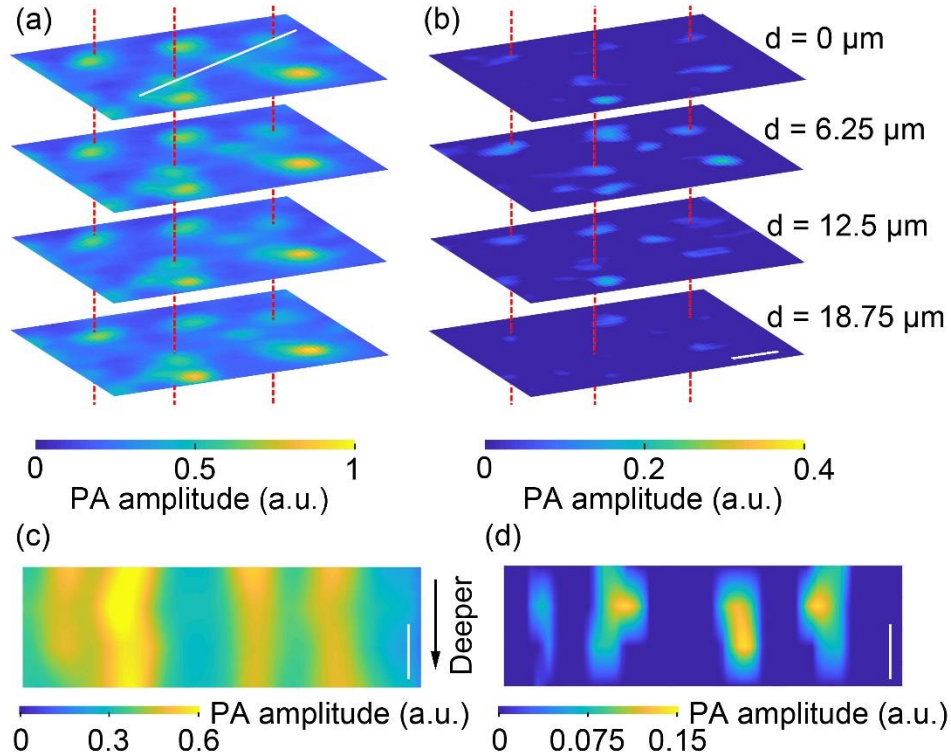 (a)
(b)
d = 0 µm
d = 6.25 µm
d = 12.5 µm
d = 18.75 µm
0 0.5 1
PA amplitude (a.u.)
0 0.2 0.4
PA amplitude (a.u.)
(c)
(d)
Deeper
0 0.3 0.6
PA amplitude (a.u.)
0 0.075 0.15
PA amplitude (a.u.)